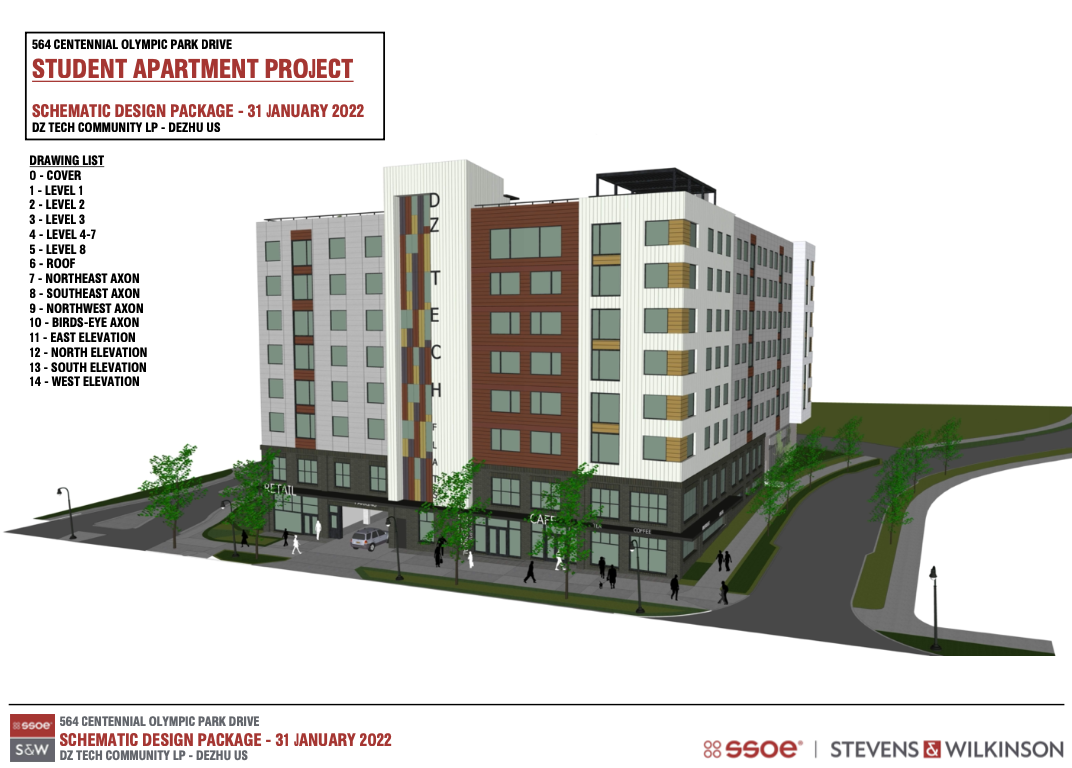 564 CENTENNIAL OLYMPIC PARK DRIVE
STUDENT APARTMENT PROJECT
SCHEMATIC DESIGN PACKAGE - 31 JANUARY 2022
DZ TECH COMMUNITY LP - DEZHU US
DRAWING LIST
0 - COVER
1 - LEVEL 1
2 - LEVEL 2
3 - LEVEL 3
4 - LEVEL 4-7
5 - LEVEL 8
6 - ROOF
7 - NORTHEAST AXON
8 - SOUTHEAST AXON
9 - NORTHWEST AXON
10 - BIRDS-EYE AXON
11 - EAST ELEVATION
12 - NORTH ELEVATION
13 - SOUTH ELEVATION
14 - WEST ELEVATION
DZ TECH
RETAIL
COFFEE
ssoe
S&W
564 CENTENNIAL OLYMPIC PARK DRIVE
SCHEMATIC DESIGN PACKAGE - 31 JANUARY 2022
DZ TECH COMMUNITY LP - DEZHU US
ssoe® | STEVENS & WILKINSON